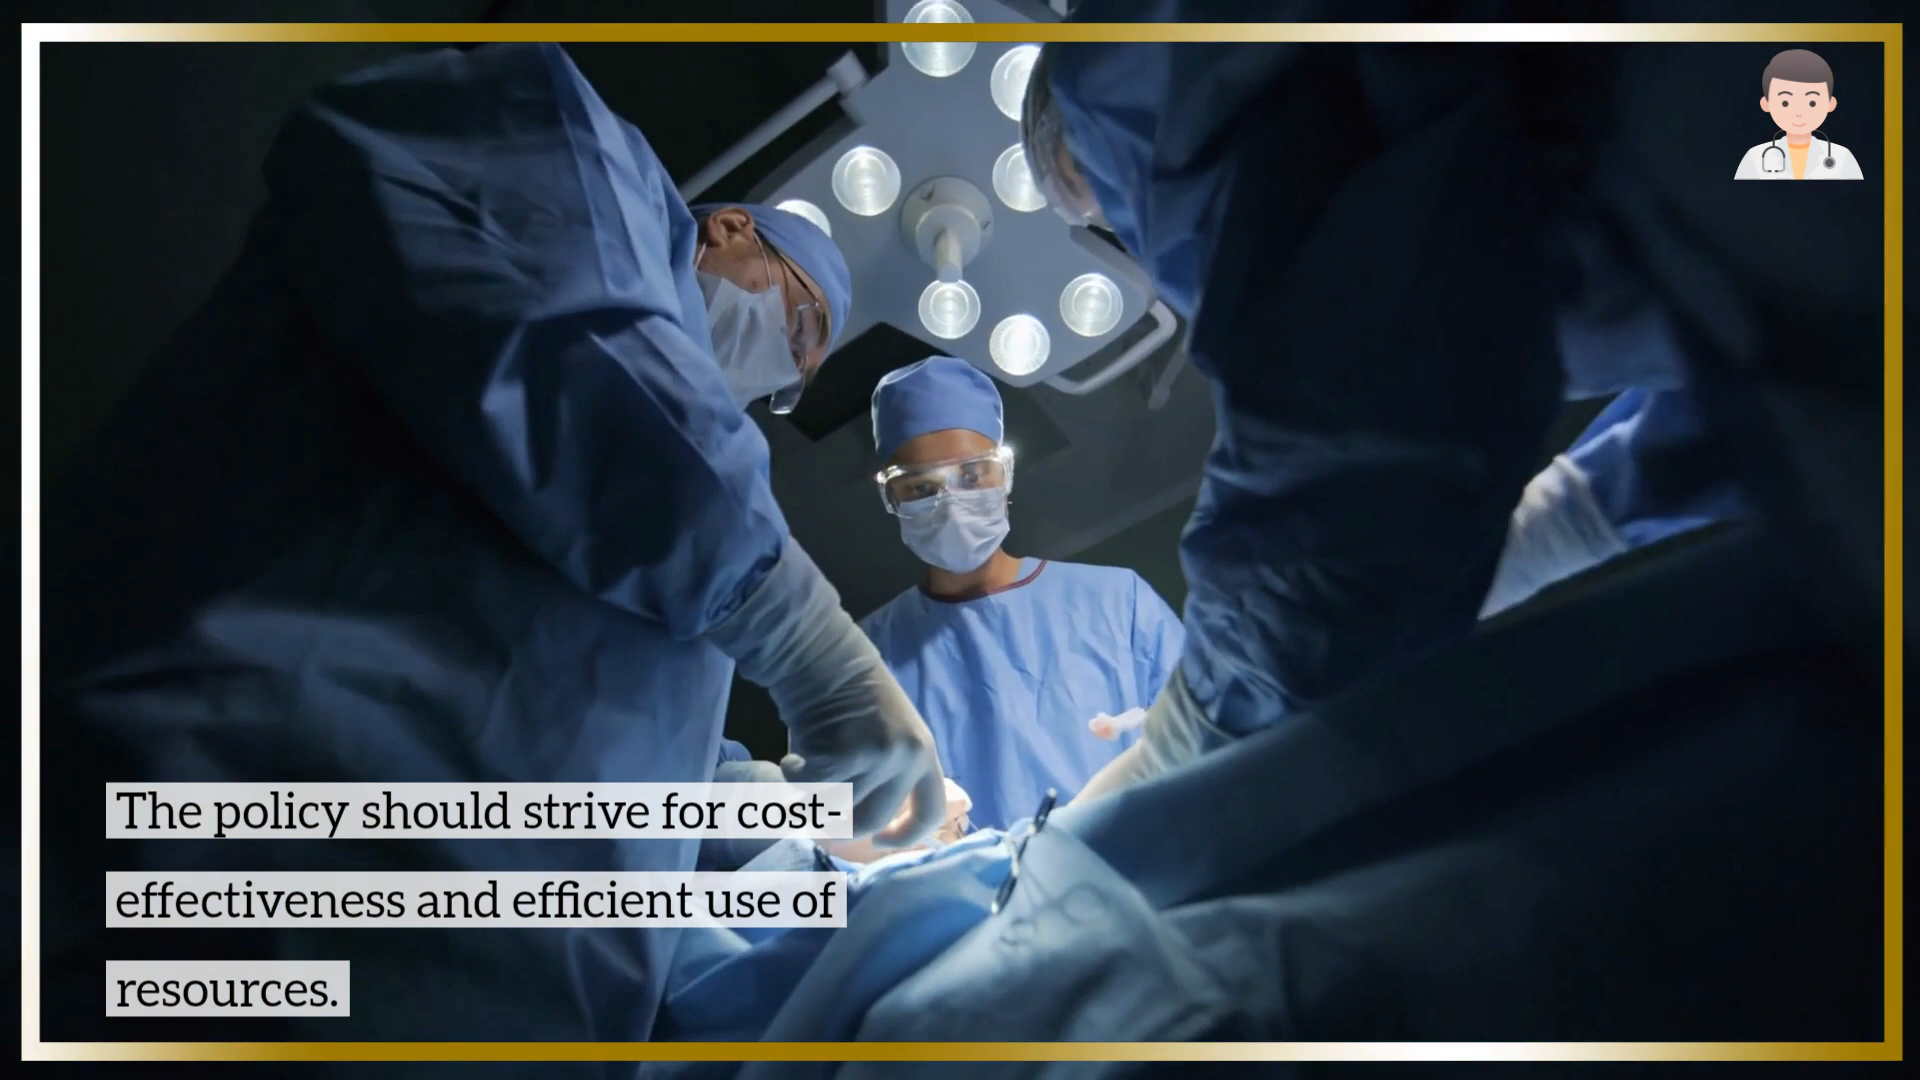 The policy should strive for cost-
effectiveness and efficient use of
resources.